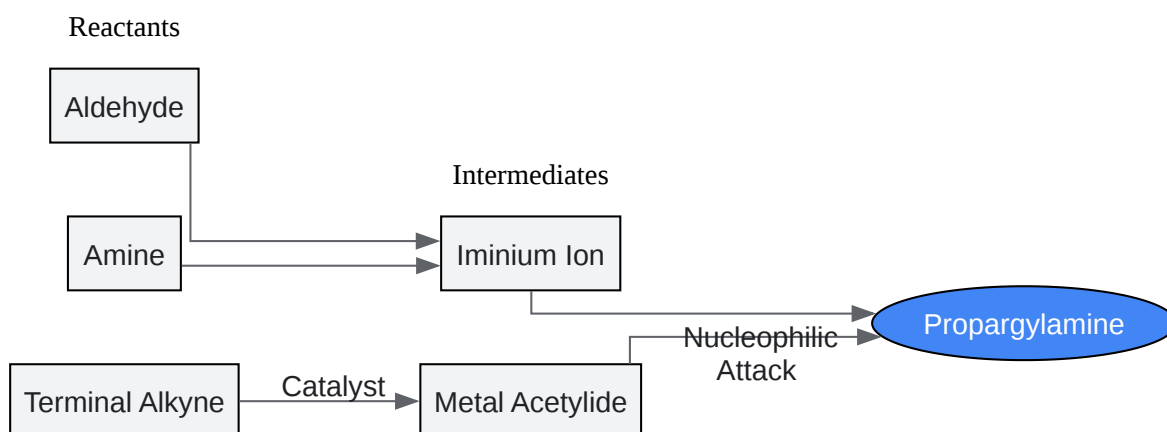 Reactants
Aldehyde
Intermediates
Amine
Iminium Ion
Propargylamine
Nucleophilic
Attack
Terminal Alkyne
Catalyst
Metal Acetylide